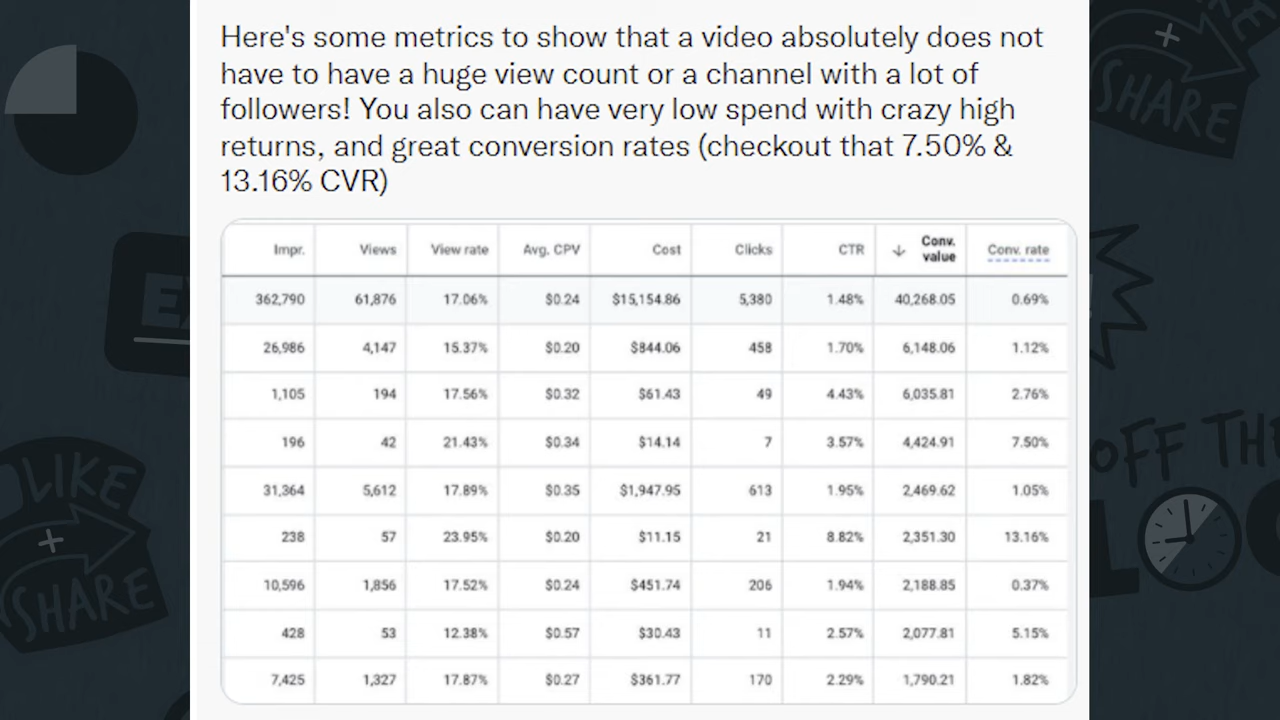 Here's some metrics to show that a video absolutely does not
have to have a huge view count or a channel with a lot of
followers! You also can have very low spend with crazy high
returns, and great conversion rates (checkout that 7.50% &
13.16% CVR)
Impr. Views View rate Avg. CPV Cost Clicks CTR ↓ Conv. value Conv. rate
362,790 61,876 17.06% $0.24 $15,154.86 5,380 1.48% 40,268.05 0.69%
26,986 4,147 15.37% $0.20 $844.06 458 1.70% 6,148.06 1.12%
1,105 194 17.56% $0.32 $61.43 49 4.43% 6,035.81 2.76%
196 42 21.43% $0.34 $14.14 7 3.57% 4,424.91 7.50%
31,364 5,612 17.89% $0.35 $1,947.95 613 1.95% 2,469.62 1.05%
238 57 23.95% $0.20 $11.15 21 8.82% 2,351.30 13.16%
10,596 1,856 17.52% $0.24 $451.74 206 1.94% 2,188.85 0.37%
428 53 12.38% $0.57 $30.43 11 2.57% 2,077.81 5.15%
7,425 1,327 17.87% $0.27 $361.77 170 2.29% 1,790.21 1.82%
LIKE
+
SHARE
+
SHARE
OFF